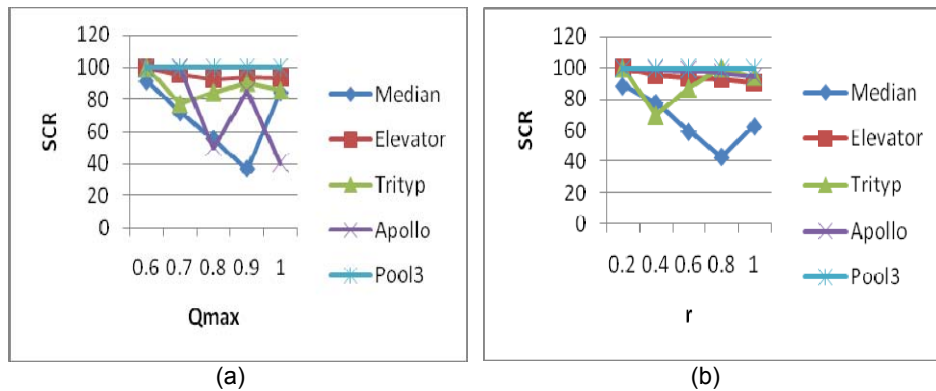 120
100
80
60
40
20
0
SCR
0.6 0.7 0.8 0.9 1
Qmax
Median
Elevator
Trityp
Apollo
Pool3
(a)
120
100
80
60
40
20
0
SCR
0.2 0.4 0.6 0.8 1
r
Median
Elevator
Trityp
Apollo
Pool3
(b)